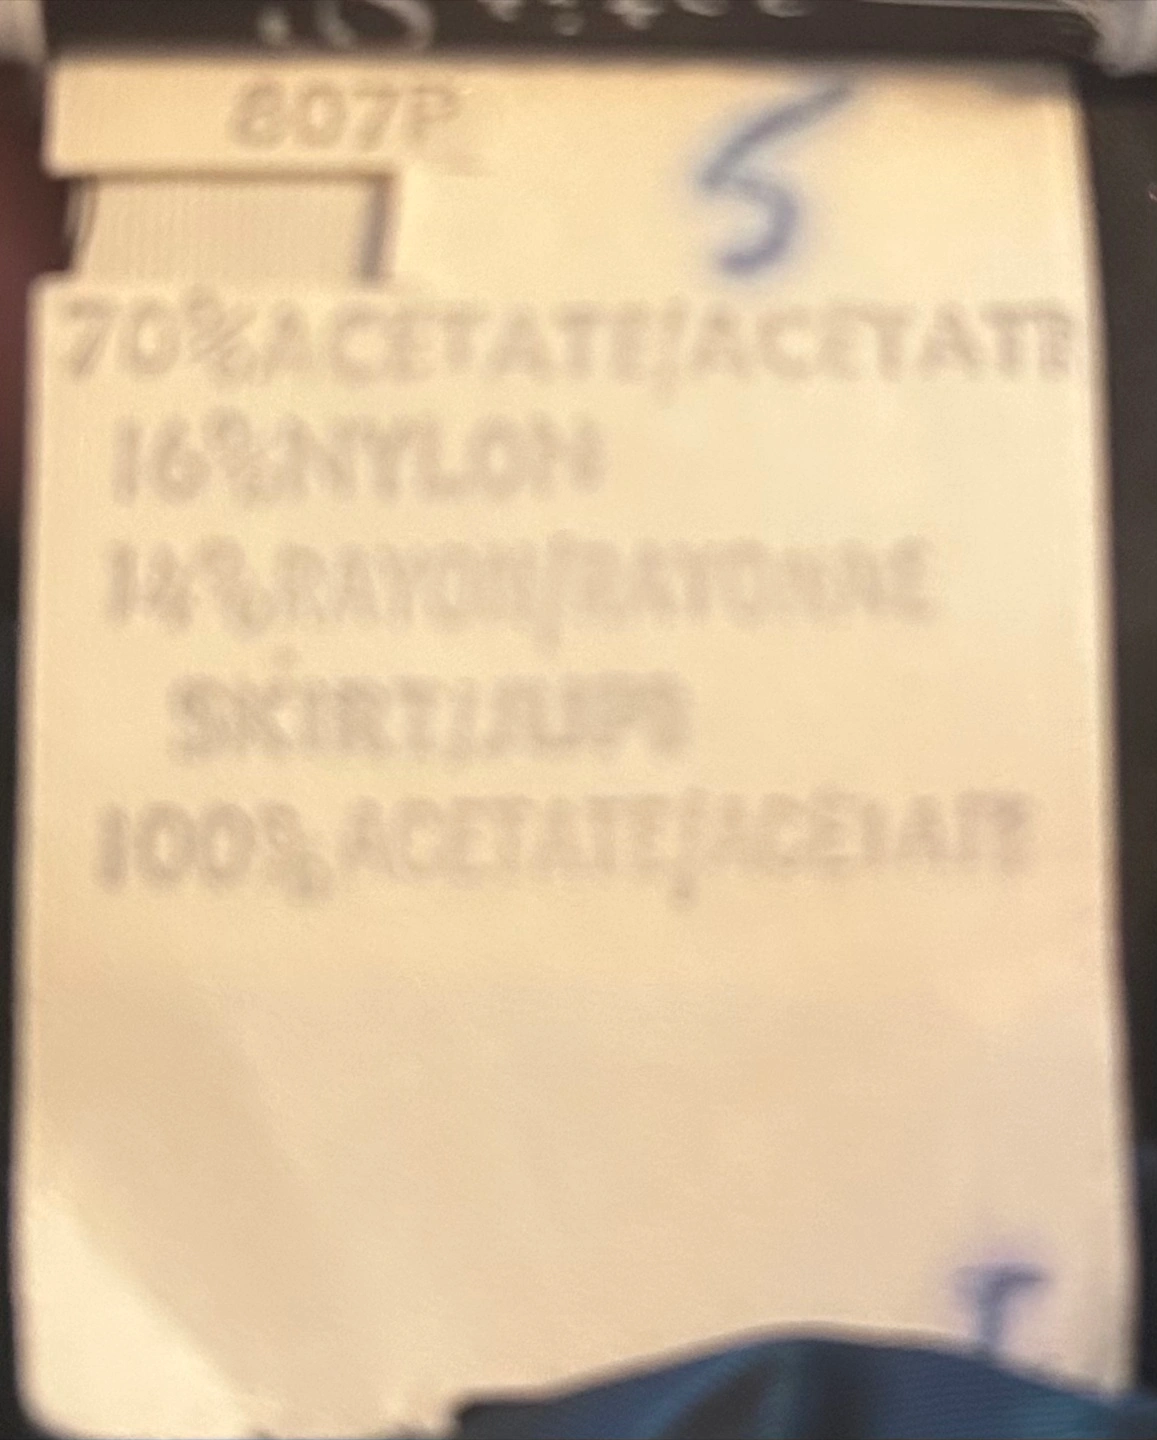 807P
5
70%ACETATE/ACETATE
16%NYLON
14%RAYON/RAYONNE
SKIRT/JUPE
100%ACETATE/ACETATE